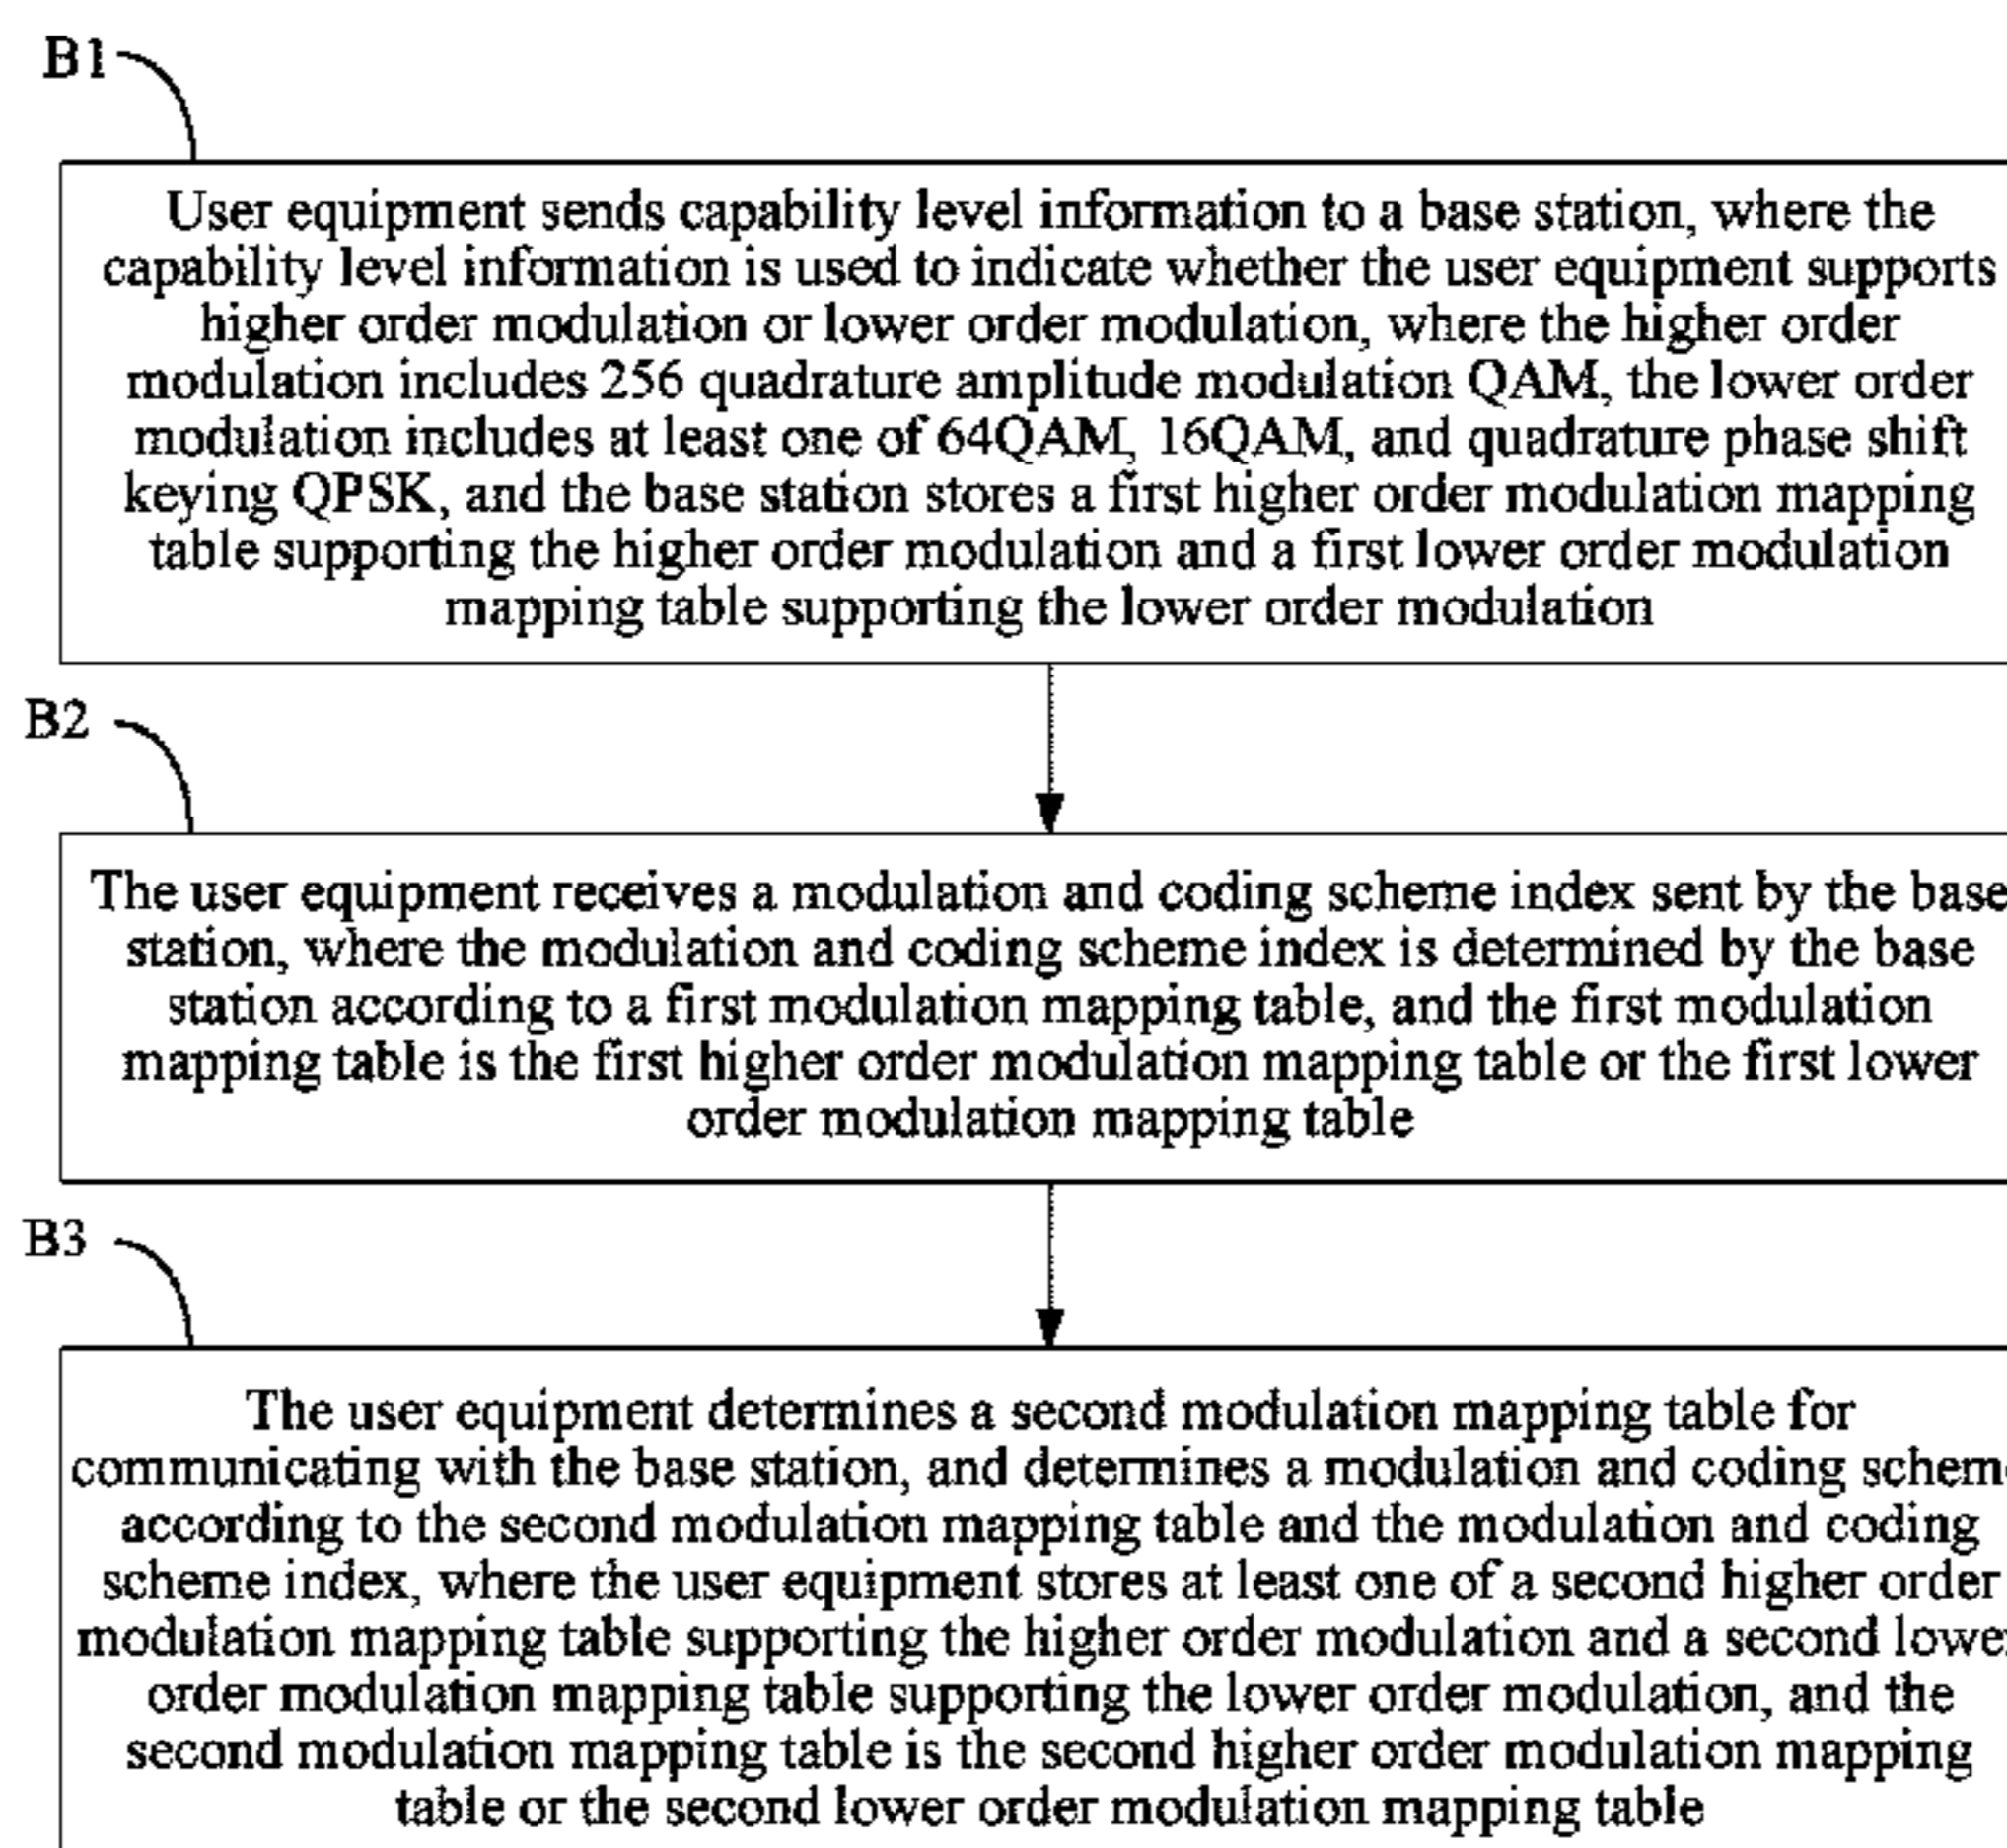 B1
User equipment sends capability level information to a base station, where the
capability level information is used to indicate whether the user equipment supports
higher order modulation or lower order modulation, where the higher order
modulation includes 256 quadrature amplitude modulation QAM, the lower order
modulation includes at least one of 64QAM, 16QAM, and quadrature phase shift
keying QPSK, and the base station stores a first higher order modulation mapping
table supporting the higher order modulation and a first lower order modulation
mapping table supporting the lower order modulation
B2
The user equipment receives a modulation and coding scheme index sent by the base
station, where the modulation and coding scheme index is determined by the base
station according to a first modulation mapping table, and the first modulation
mapping table is the first higher order modulation mapping table or the first lower
order modulation mapping table
B3
The user equipment determines a second modulation mapping table for
communicating with the base station, and determines a modulation and coding scheme
according to the second modulation mapping table and the modulation and coding
scheme index, where the user equipment stores at least one of a second higher order
modulation mapping table supporting the higher order modulation and a second lower
order modulation mapping table supporting the lower order modulation, and the
second modulation mapping table is the second higher order modulation mapping
table or the second lower order modulation mapping table